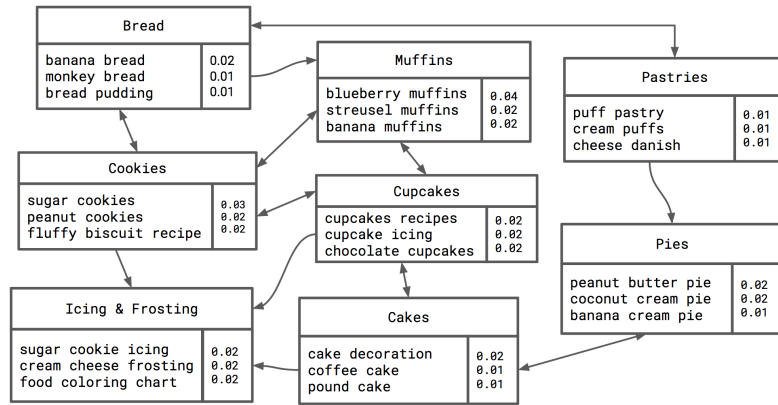 Bread
banana bread 0.02
monkey bread 0.01
bread pudding 0.01
Muffins
blueberry muffins 0.04
streusel muffins 0.02
banana muffins 0.02
Pastries
puff pastry 0.01
cream puffs 0.01
cheese danish 0.01
Cookies
sugar cookies 0.03
peanut cookies 0.02
fluffy biscuit recipe 0.02
Cupcakes
cupcakes recipes 0.02
cupcake icing 0.02
chocolate cupcakes 0.02
Pies
peanut butter pie 0.02
coconut cream pie 0.02
banana cream pie 0.01
Icing & Frosting
sugar cookie icing 0.02
cream cheese frosting 0.02
food coloring chart 0.02
Cakes
cake decoration 0.02
coffee cake 0.01
pound cake 0.01